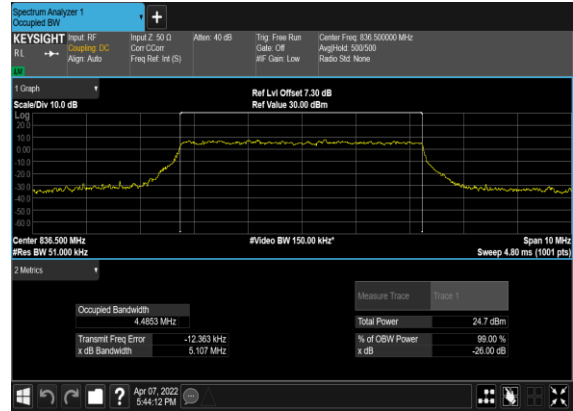 Spectrum Analyzer 1
Occupied BW
+
KEYSIGHT Input: RF Input Z: 50 Ω Atten: 40 dB Trig: Free Run Center Freq: 836.500000 MHz
RL Coupling: DC Corr CCorr Gate: Off Avg|Hold: 500/500
Align: Auto Freq Ref: Int (S) #IF Gain: Low Radio Std: None
1 Graph Ref Lvl Offset 7.30 dB
Scale/Div 10.0 dB Ref Value 30.00 dBm
Log
20.0
10.0
0.00
-10.0
-20.0
-30.0
-40.0
-50.0
-60.0
Center 836.500 MHz #Video BW 150.00 kHz* Span 10 MHz
#Res BW 51.000 kHz Sweep 4.80 ms (1001 pts)
2 Metrics
Measure Trace Trace 1
Occupied Bandwidth
4.4853 MHz Total Power 24.7 dBm
Transmit Freq Error -12.363 kHz % of OBW Power 99.00 %
x dB Bandwidth 5.107 MHz x dB -26.00 dB
? Apr 07, 2022
5:44:12 PM